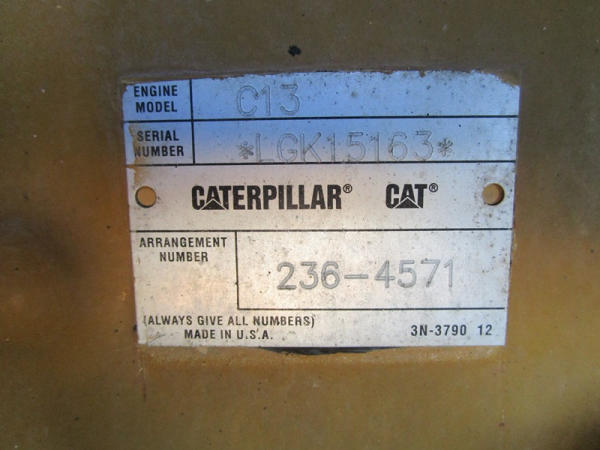 ENGINE MODEL C13
SERIAL NUMBER *LGK15163*
CATERPILLAR® CAT®
ARRANGEMENT NUMBER 236-4571
(ALWAYS GIVE ALL NUMBERS)
MADE IN U.S.A. 3N-3790 12